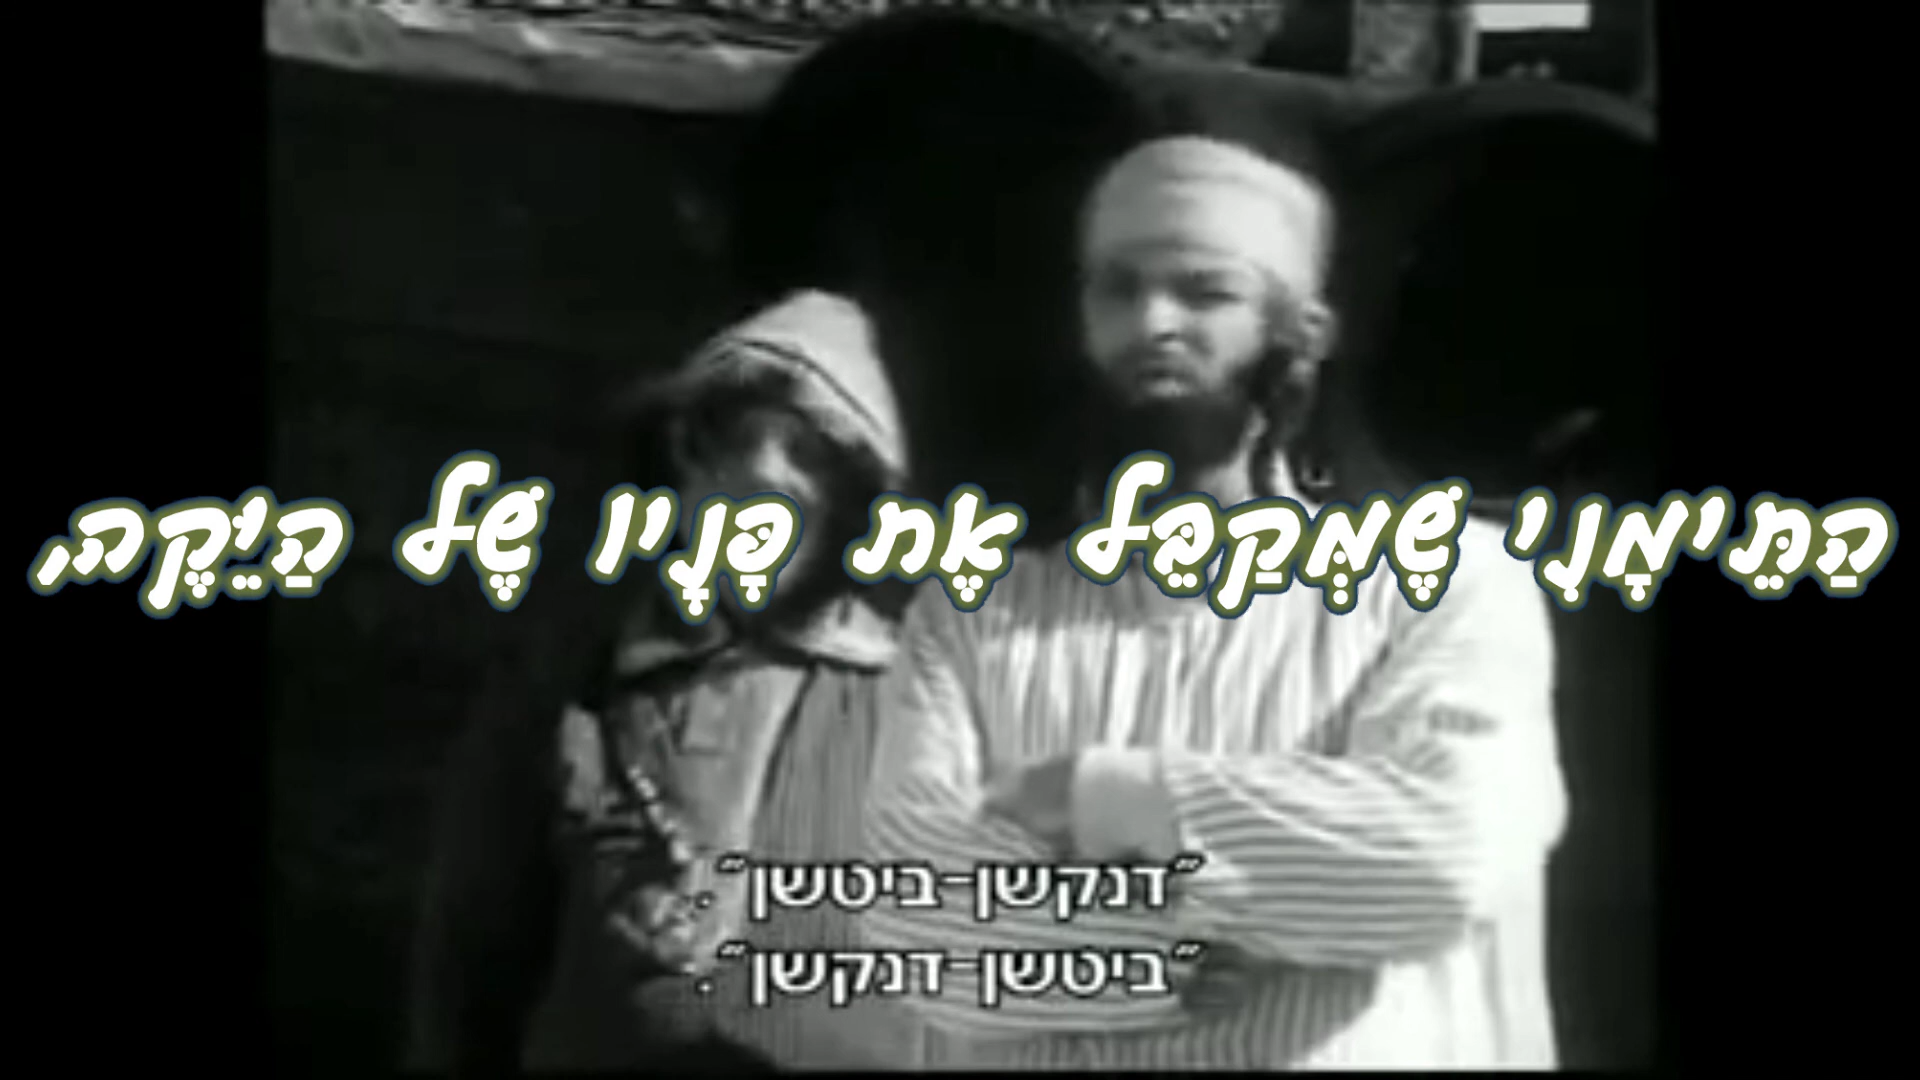 הַתֵּימָנִי שֶׁמְּקַבֵּל אֶת פָּנָיו שֶׁל הַיֵּקֶה,
"דנקשן-ביטשן".
"ביטשן-דנקשן".